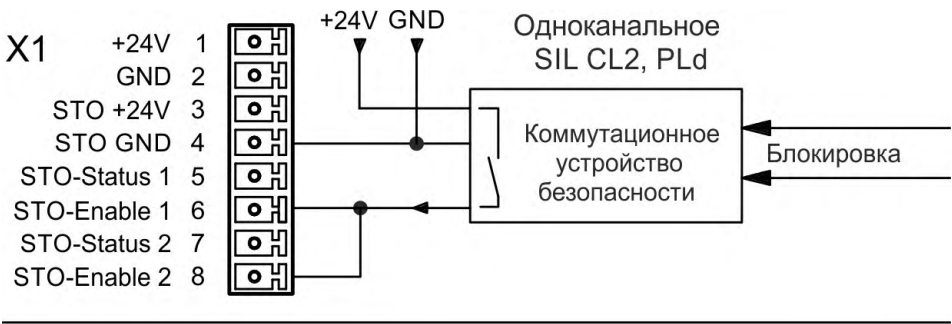 X1
+24V 1
GND 2
STO +24V 3
STO GND 4
STO-Status 1 5
STO-Enable 1 6
STO-Status 2 7
STO-Enable 2 8
+24V GND
Одноканальное
SIL CL2, PLd
Коммутационное
устройство
безопасности
Блокировка